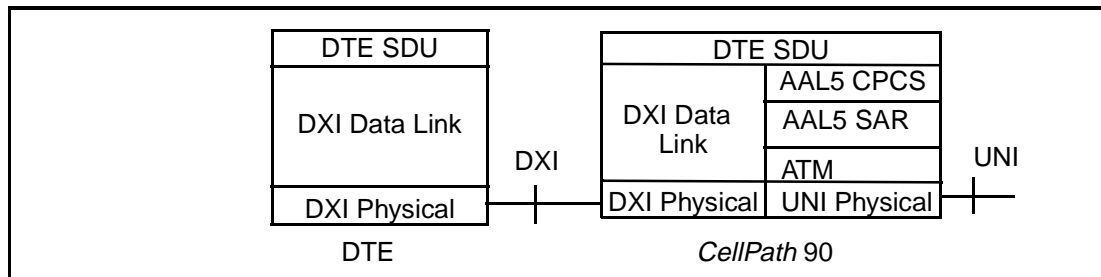 DTE SDU
DXI Data Link
DXI Physical
DTE
DXI
DTE SDU
DXI Data
Link
DXI Physical
AAL5 CPCS
AAL5 SAR
ATM
UNI Physical
CellPath 90
UNI